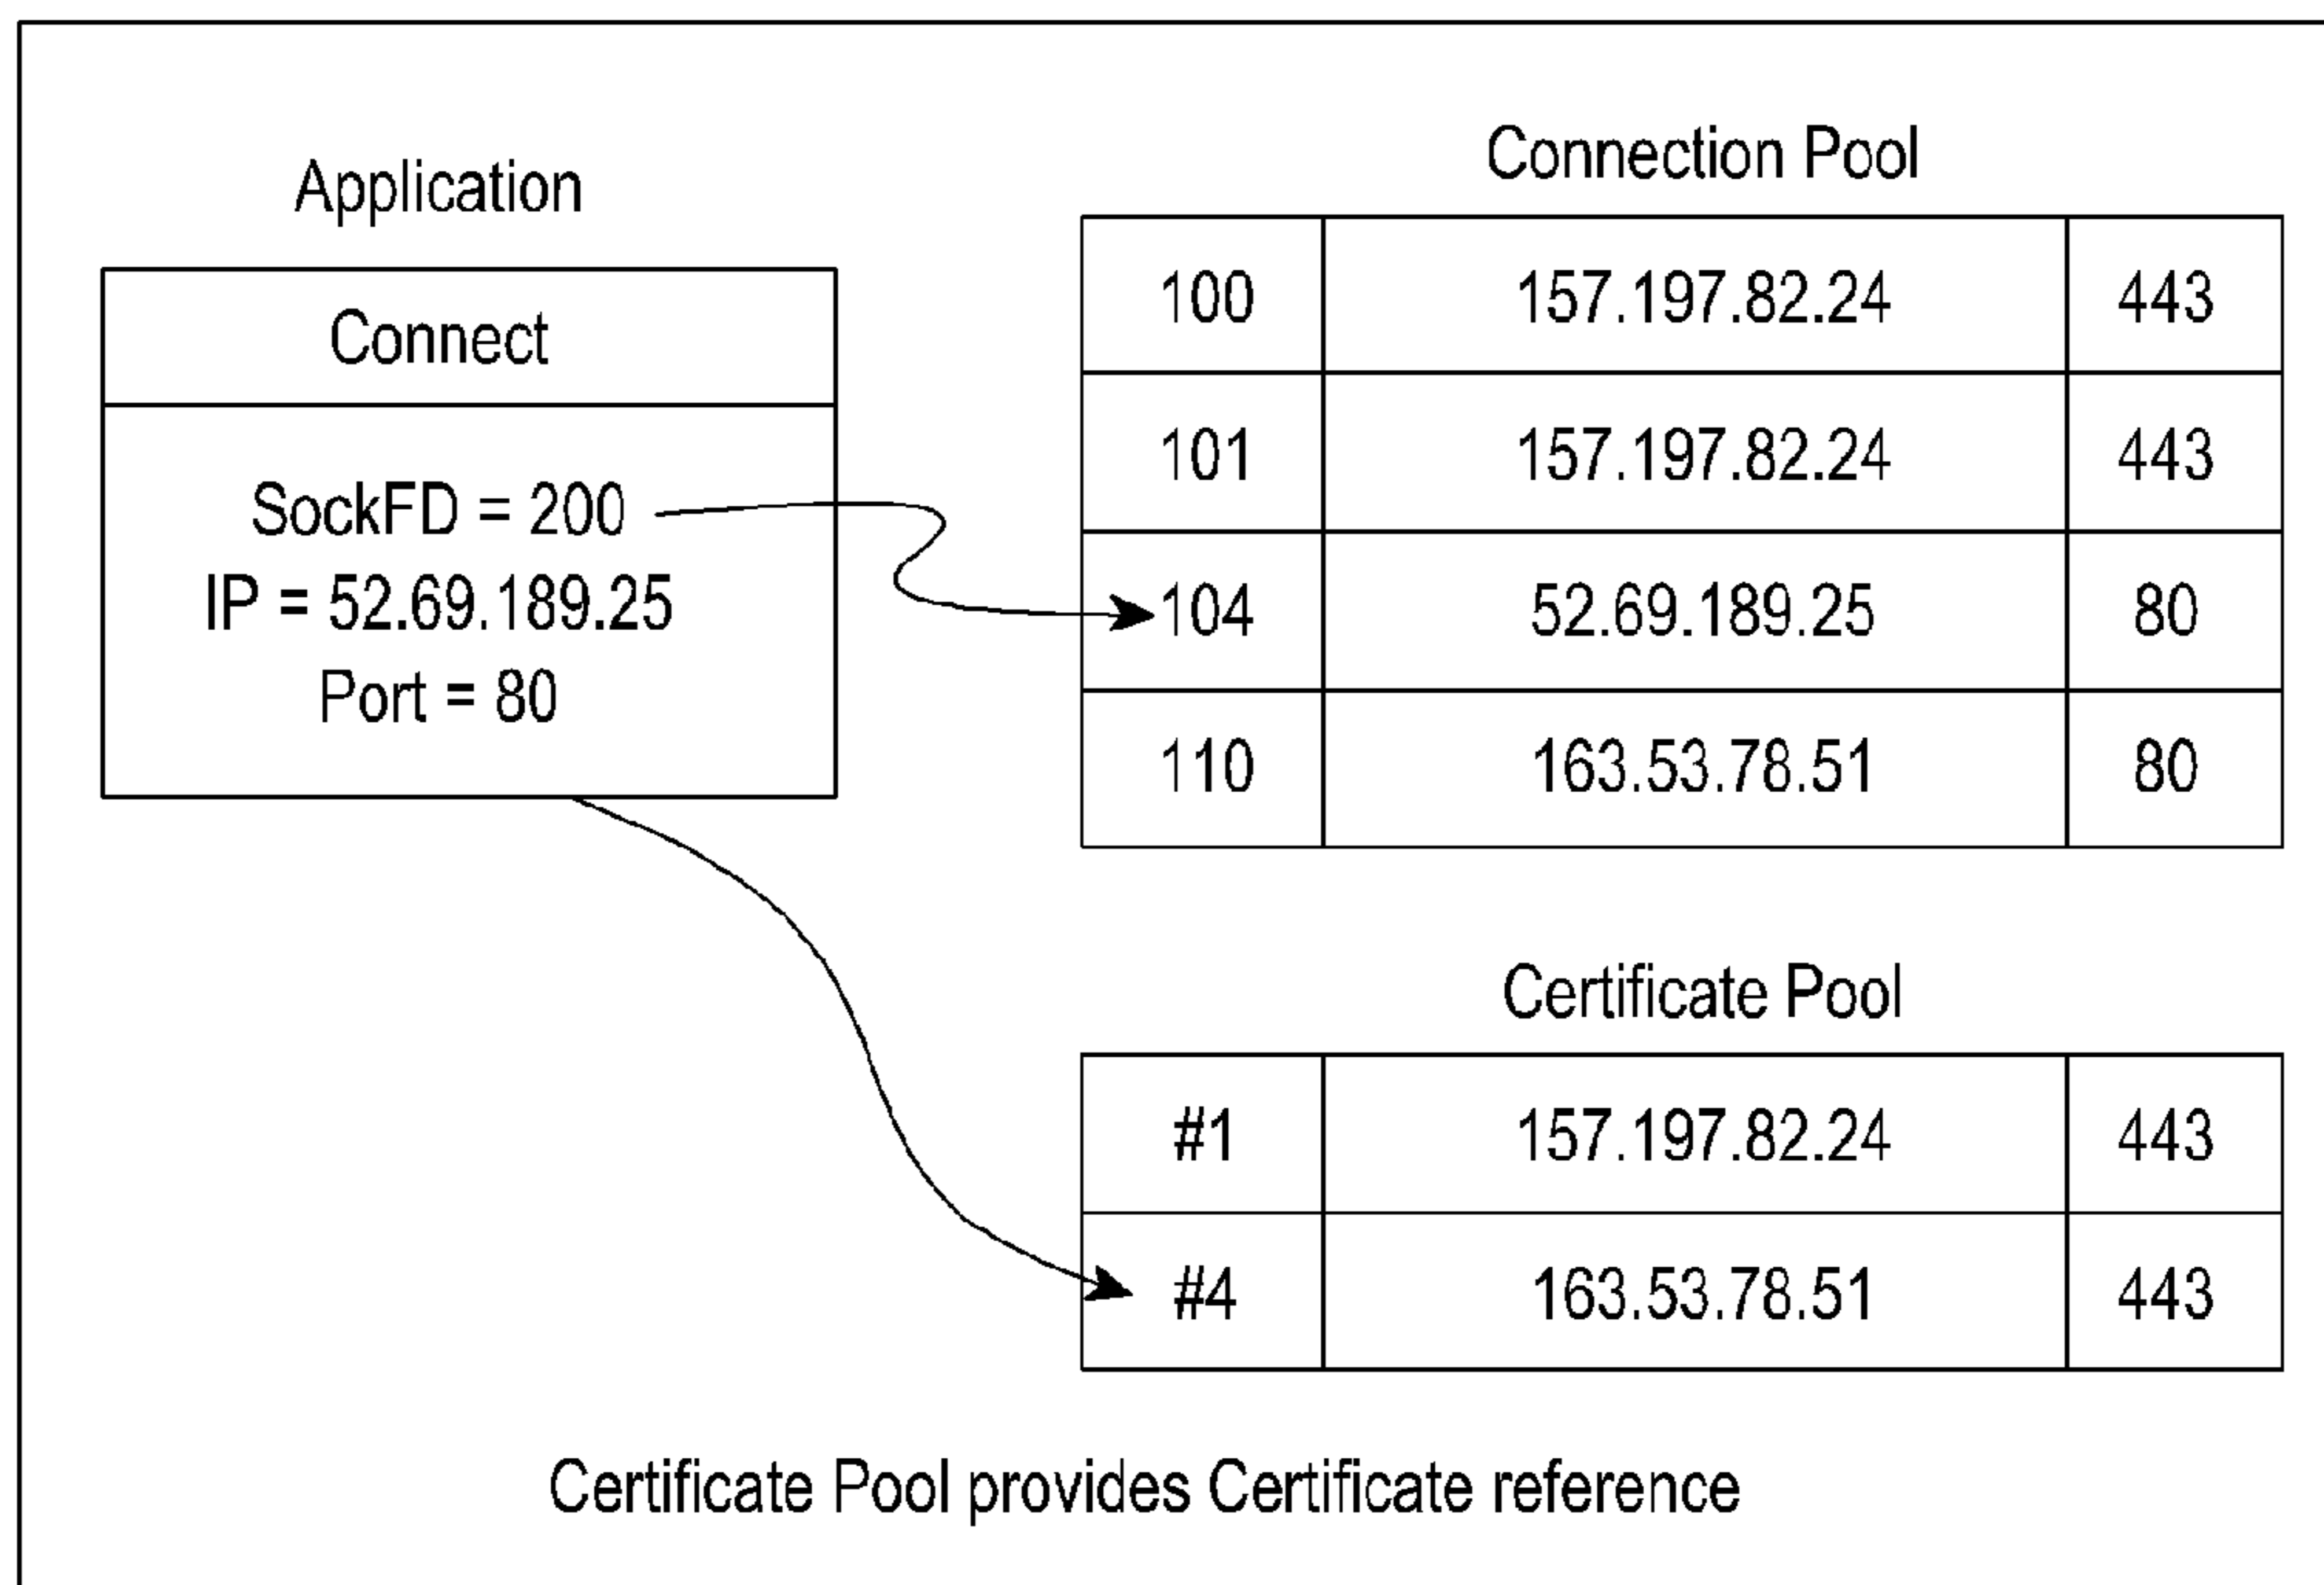 Application
Connect
SockFD = 200
IP = 52.69.189.25
Port = 80
Connection Pool
100 157.197.82.24 443
101 157.197.82.24 443
104 52.69.189.25 80
110 163.53.78.51 80
Certificate Pool
#1 157.197.82.24 443
#4 163.53.78.51 443
Certificate Pool provides Certificate reference